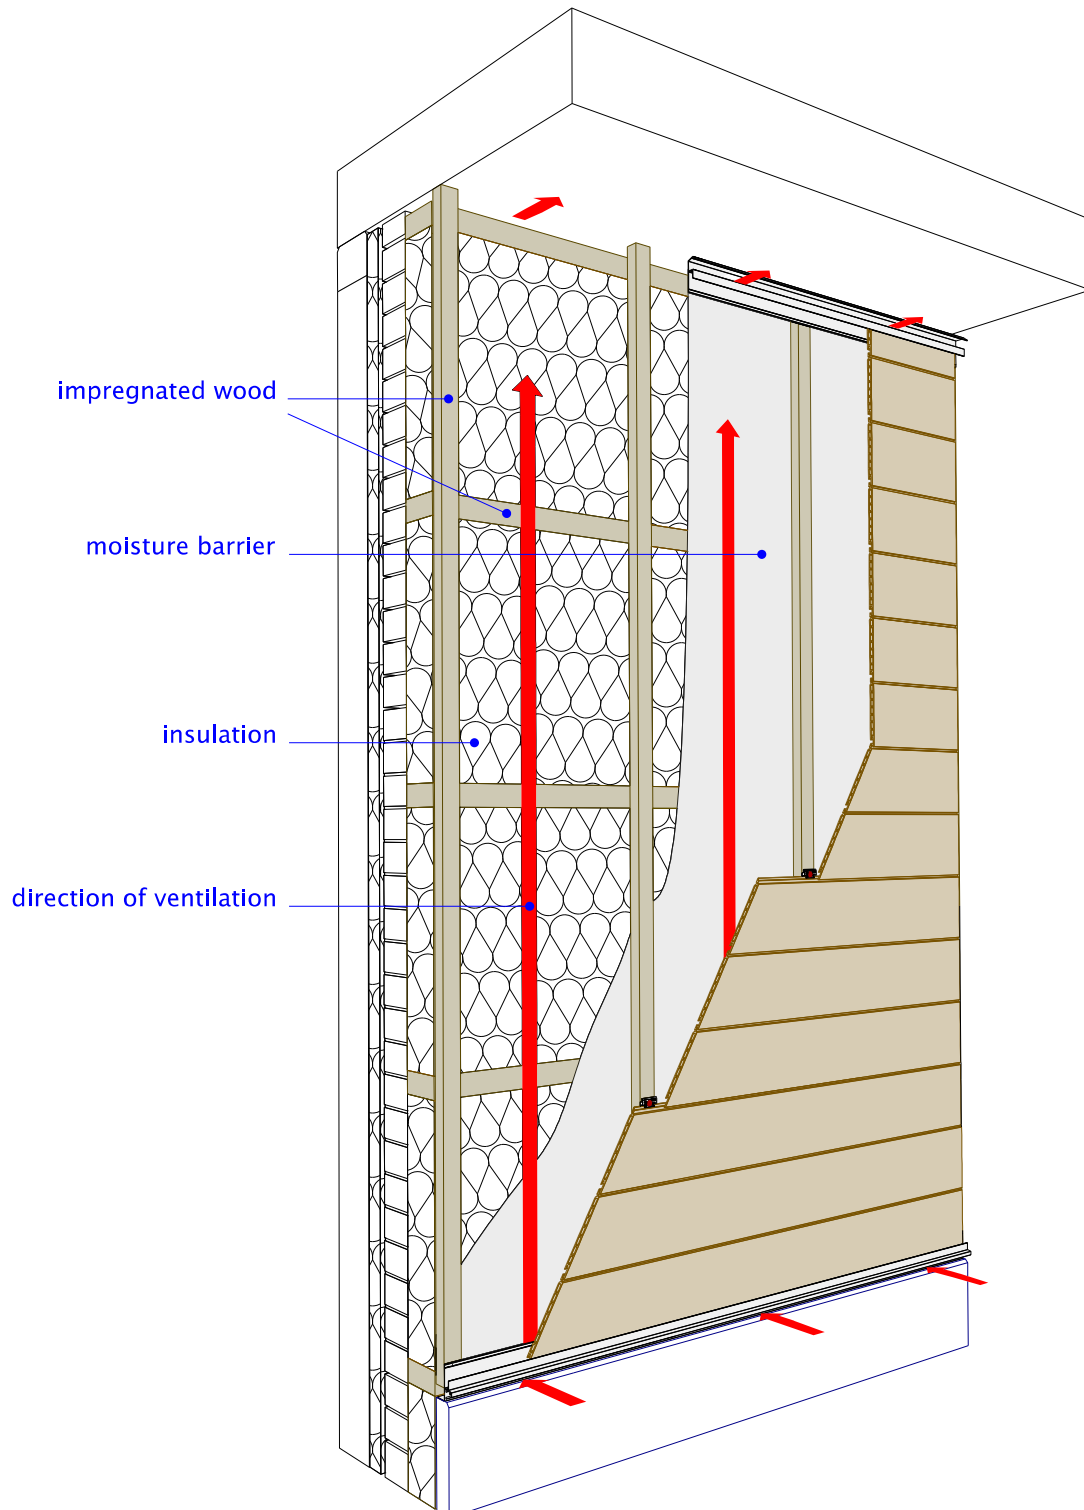 impregnated wood
moisture barrier
insulation
direction of ventilation